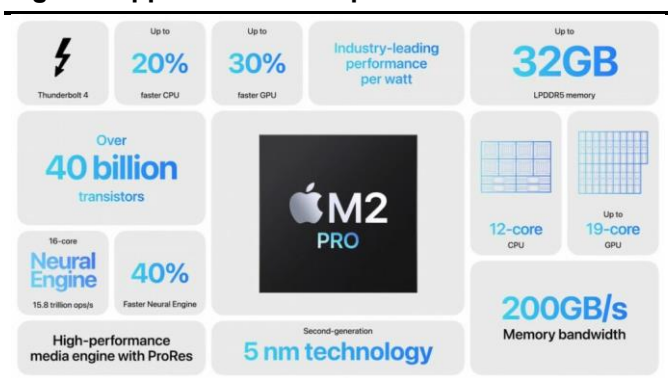 Thunderbolt 4
Up to
20%
faster CPU
Up to
30%
faster GPU
Industry-leading
performance
per watt
Up to
32GB
LPDDR5 memory
Over
40 billion
transistors
M2
PRO
12-core
CPU
Up to
19-core
GPU
16-core
Neural
Engine
15.8 trillion ops/s
40%
Faster Neural Engine
200GB/s
Memory bandwidth
High-performance
media engine with ProRes
Second-generation
5 nm technology